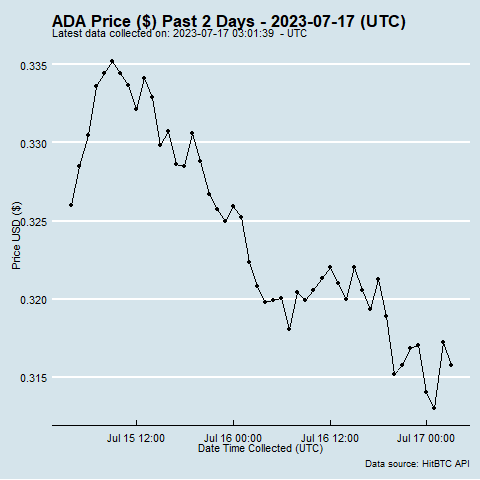 ADA Price ($) Past 2 Days - 2023-07-17 (UTC)
Latest data collected on: 2023-07-17 03:01:39  - UTC
0.335
0.330
0.325
0.320
0.315
Price USD ($)
Jul 15 12:00 Jul 16 00:00 Jul 16 12:00 Jul 17 00:00
Date Time Collected (UTC)
Data source: HitBTC API